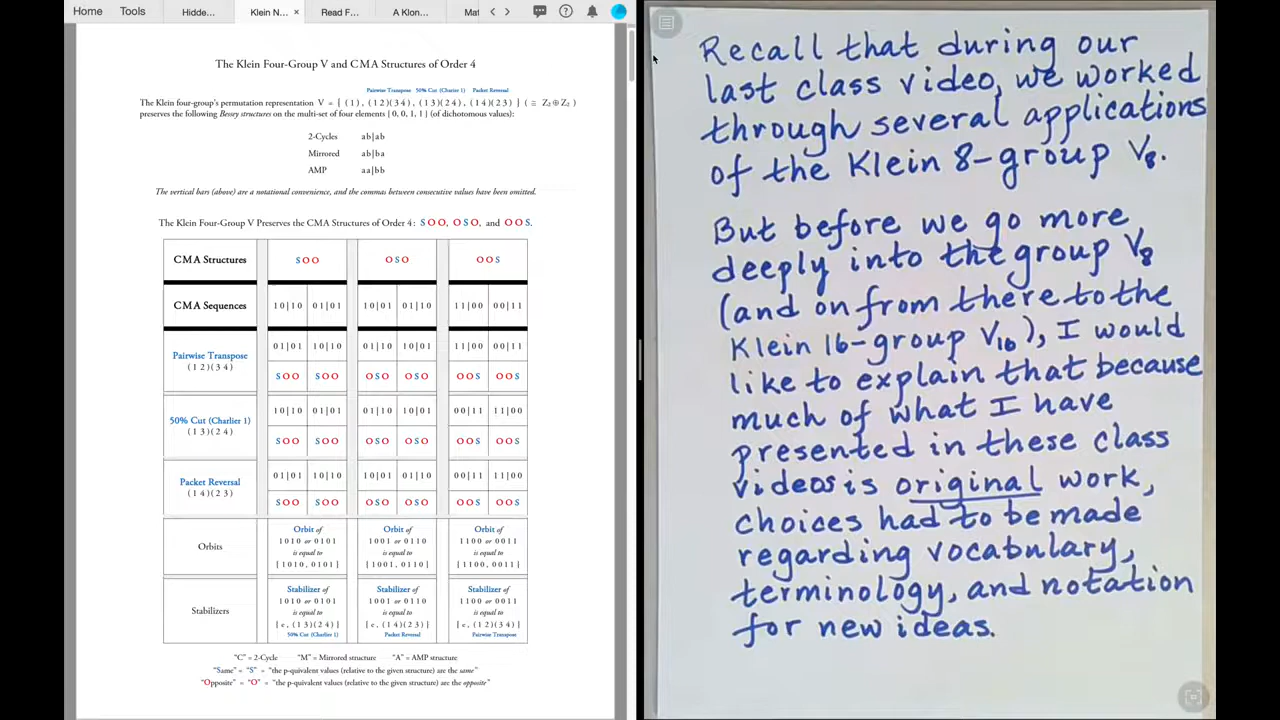 Home Tools Hidde... Klein N... × Read F... A Klon... Mat
The Klein Four-Group V and CMA Structures of Order 4
Pairwise Transpose 50% Cut (Charlier 1) Packet Reversal
The Klein four-group's permutation representation V = { (1), (12)(34), (13)(24), (14)(23) } ( ≅ Z₂ ⊕ Z₂ )
preserves the following Bessey structures on the multi-set of four elements [ 0, 0, 1, 1 ] (of dichotomous values):
2-Cycles ab|ab
Mirrored ab|ba
AMP aa|bb
The vertical bars (above) are a notational convenience, and the commas between consecutive values have been omitted.
The Klein Four-Group V Preserves the CMA Structures of Order 4: SOO, OSO, and OOS.
CMA Structures SOO OSO OOS
CMA Sequences 10|10 01|01 10|01 01|10 11|00 00|11
Pairwise Transpose
(12)(34)
01|01 10|10 01|10 10|01 11|00 00|11
SOO SOO OSO OSO OOS OOS
50% Cut (Charlier 1)
(13)(24)
10|10 01|01 01|10 10|01 00|11 11|00
SOO SOO OSO OSO OOS OOS
Packet Reversal
(14)(23)
01|01 10|10 10|01 01|10 00|11 11|00
SOO SOO OSO OSO OOS OOS
Orbits
Orbit of Orbit of Orbit of
1010 or 0101 1001 or 0110 1100 or 0011
is equal to is equal to is equal to
[1010, 0101] [1001, 0110] [1100, 0011]
Stabilizers
Stabilizer of Stabilizer of Stabilizer of
1010 or 0101 1001 or 0110 1100 or 0011
is equal to is equal to is equal to
[e, (13)(24)] [e, (14)(23)] [e, (12)(34)]
50% Cut (Charlier 1) Packet Reversal Pairwise Transpose
"C" = 2-Cycle "M" = Mirrored structure "A" = AMP structure
"Same" = "S" = "the p-quivalent values (relative to the given structure) are the same"
"Opposite" = "O" = "the p-quivalent values (relative to the given structure) are the opposite"
Recall that during our
last class video, we worked
through several applications
of the Klein 8-group V₈.
But before we go more
deeply into the group V₈
(and on from there to the
Klein 16-group V₁₆), I would
like to explain that because
much of what I have
presented in these class
videos is original work,
choices had to be made
regarding vocabulary,
terminology, and notation
for new ideas.